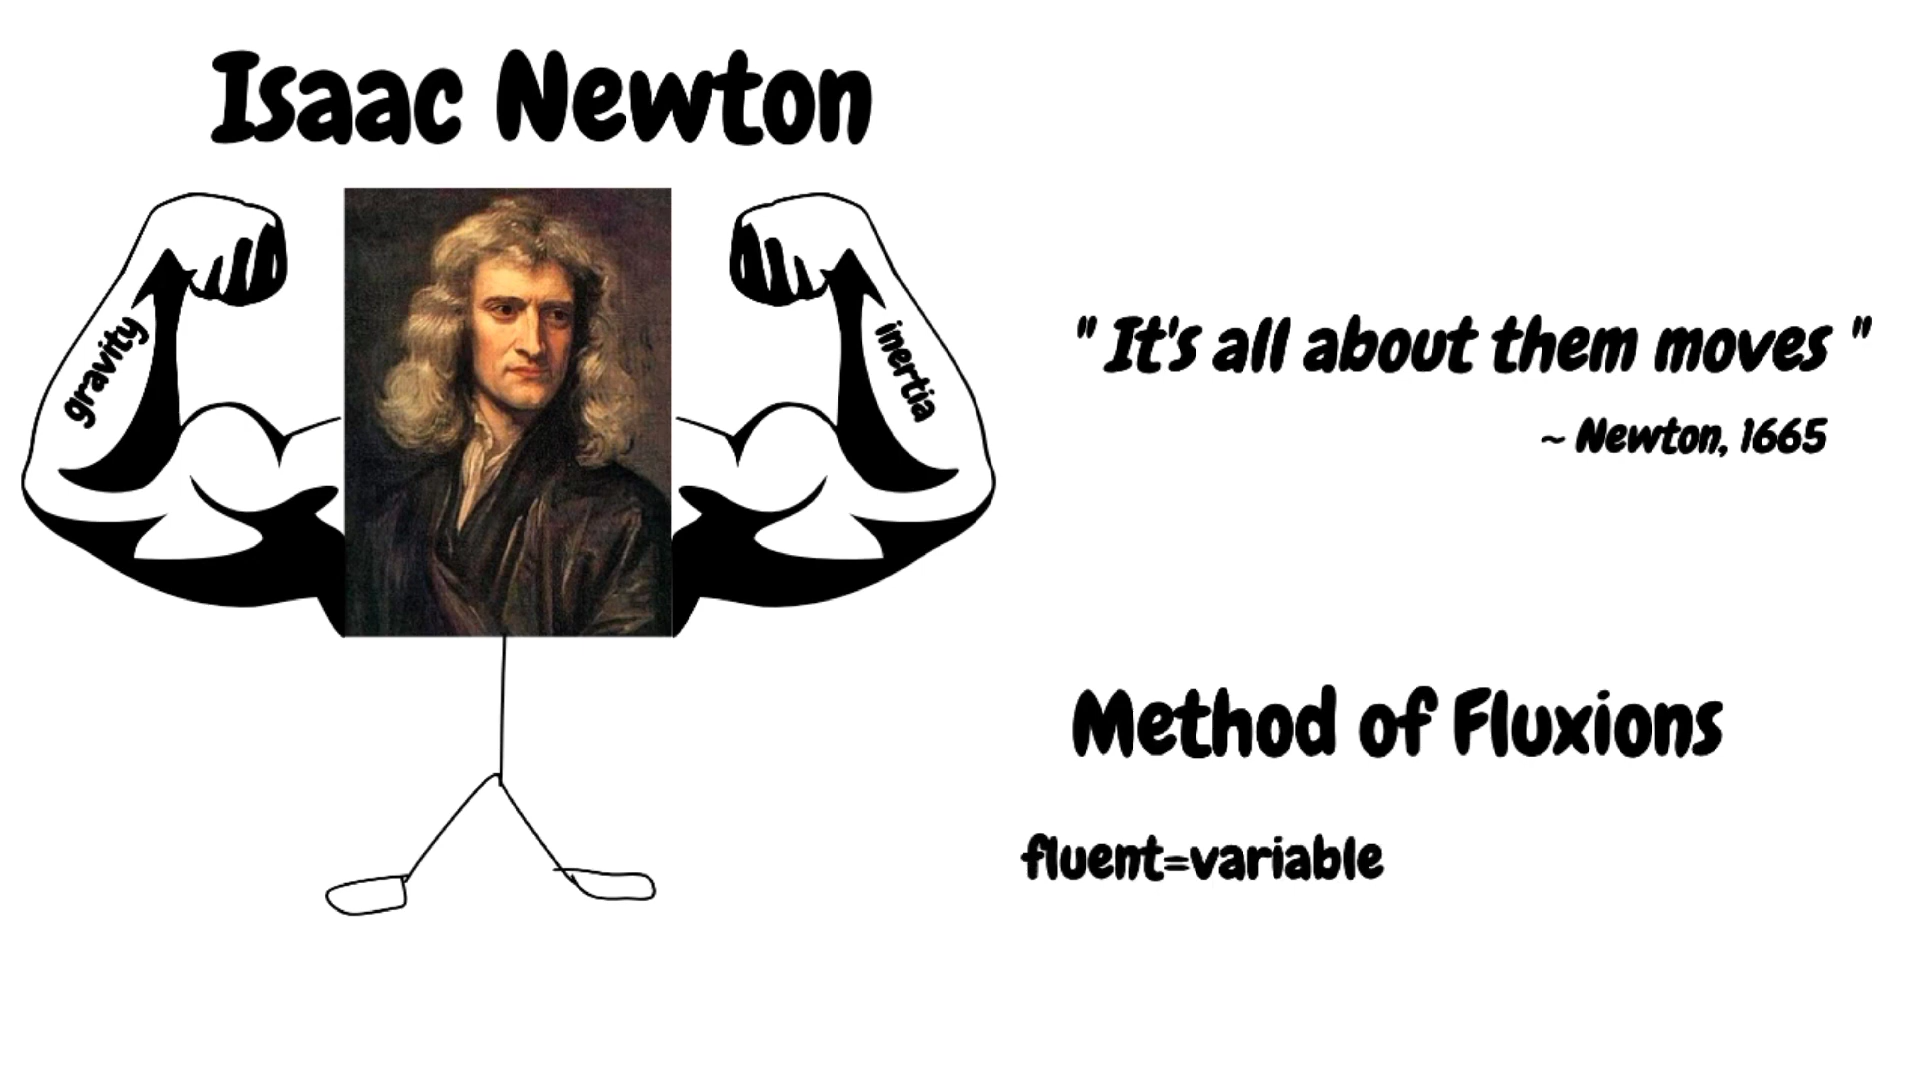 Isaac Newton
gravity
inertia
" It's all about them moves "
~ Newton, 1665
Method of Fluxions
fluent=variable